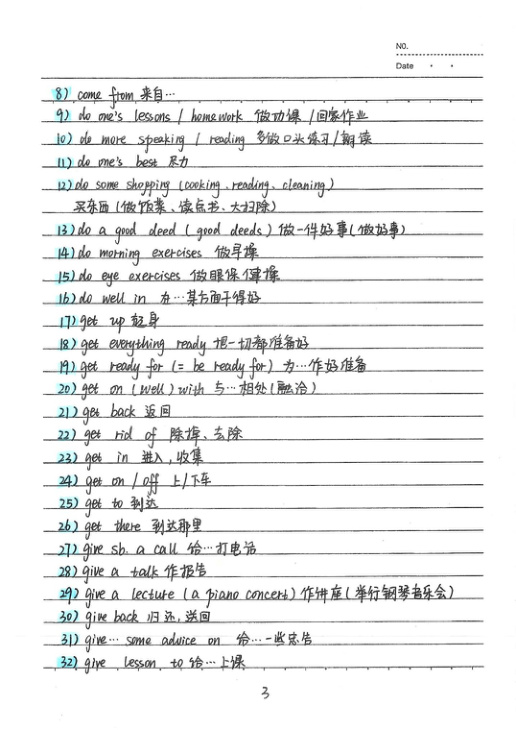 NO.
Date
8) come from 来自…
9) do one's lessons / homework 做功课 / 回家作业
10) do more speaking / reading 多做口头练习 / 朗读
11) do one's best 尽力
12) do some shopping (cooking、reading、cleaning)
买东西 (做饭菜、读点书、大扫除)
13) do a good deed (good deeds) 做一件好事 (做好事)
14) do morning exercises 做早操
15) do eye exercises 做眼保健操
16) do well in 在…某方面干得好
17) get up 起身
18) get everything ready 把一切都准备好
19) get ready for (= be ready for) 为…作好准备
20) get on (well) with 与…相处 (融洽)
21) get back 返回
22) get rid of 除掉、去除
23) get in 进入,收集
24) get on / off 上/下车
25) get to 到达
26) get there 到达那里
27) give sb. a call 给…打电话
28) give a talk 作报告
29) give a lecture (a piano concert) 作讲座 (举行钢琴音乐会)
30) give back 归还,送回
31) give… some advice on 给…一些忠告
32) give lesson to 给…上课
3